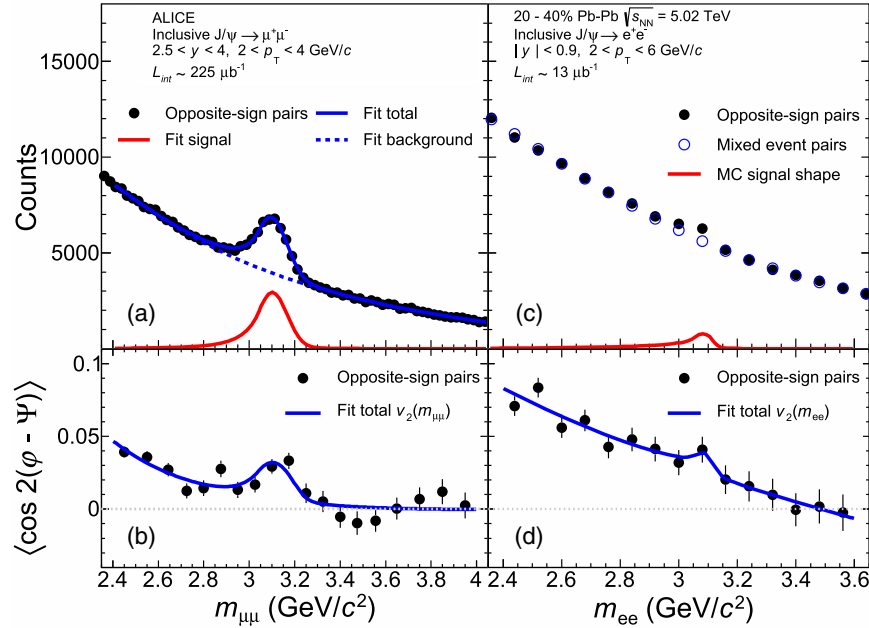 ALICE
Inclusive J/ψ → μ⁺μ⁻
2.5 < y < 4, 2 < p_T < 4 GeV/c
L_int ~ 225 μb⁻¹
Opposite-sign pairs
Fit total
Fit signal
Fit background
Counts
15000
10000
5000
(a)
20 - 40% Pb-Pb √s_NN = 5.02 TeV
Inclusive J/ψ → e⁺e⁻
| y | < 0.9, 2 < p_T < 6 GeV/c
L_int ~ 13 μb⁻¹
Opposite-sign pairs
Mixed event pairs
MC signal shape
(c)
Opposite-sign pairs
Fit total v₂(m_μμ)
⟨cos 2(φ - Ψ)⟩
0.1
0.05
0
(b)
2.4 2.6 2.8 3 3.2 3.4 3.6 3.8 4
m_μμ (GeV/c²)
Opposite-sign pairs
Fit total v₂(m_ee)
(d)
2.4 2.6 2.8 3 3.2 3.4 3.6
m_ee (GeV/c²)